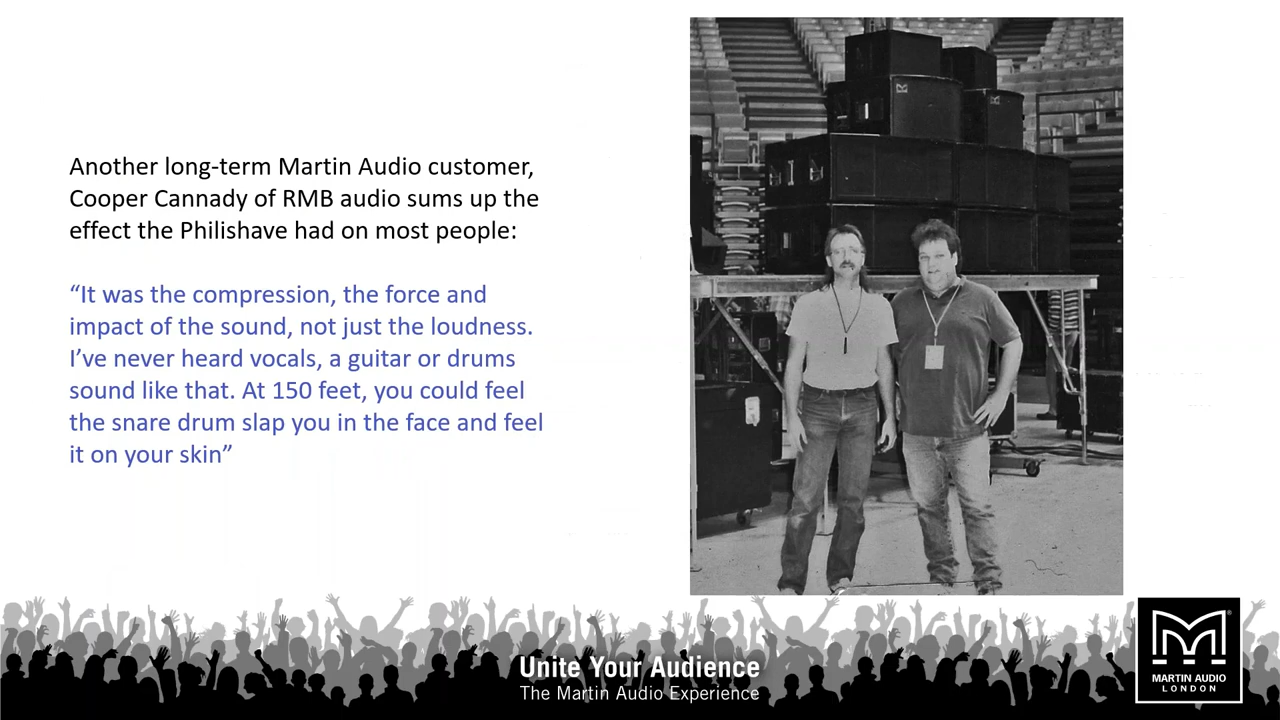 Another long-term Martin Audio customer,
Cooper Cannady of RMB audio sums up the
effect the Philishave had on most people:
“It was the compression, the force and
impact of the sound, not just the loudness.
I’ve never heard vocals, a guitar or drums
sound like that. At 150 feet, you could feel
the snare drum slap you in the face and feel
it on your skin”
Unite Your Audience
The Martin Audio Experience
MARTIN AUDIO
LONDON